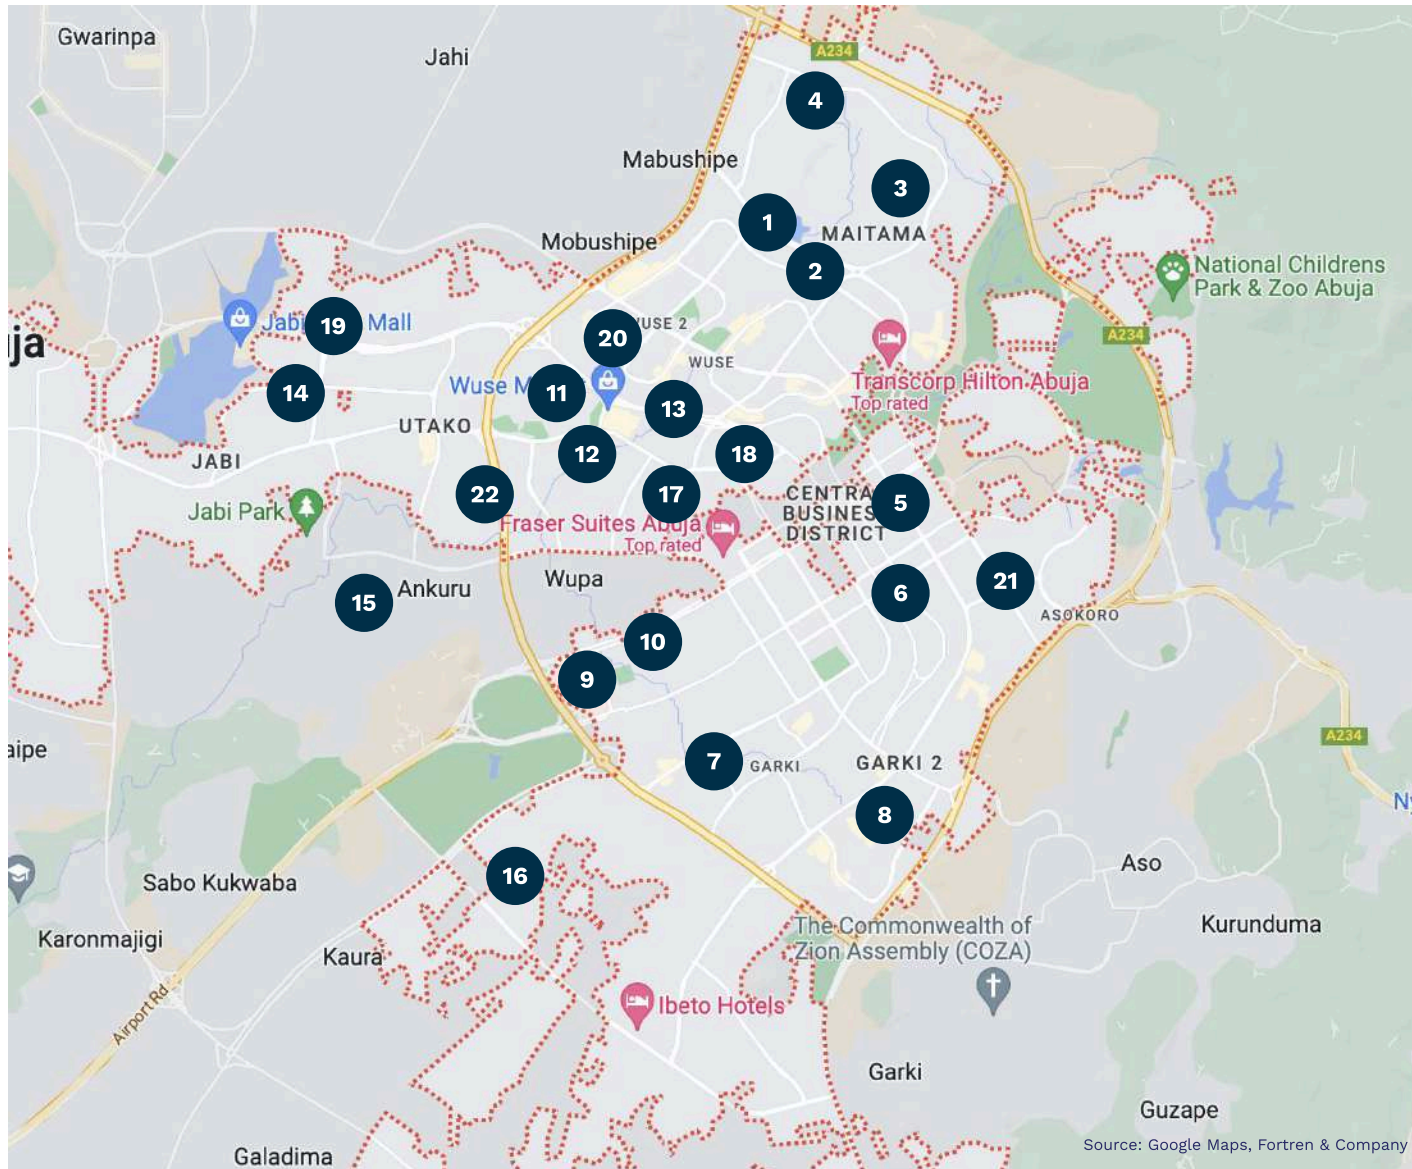 Gwarinpa
Jahi
A234
4
Mabushipe
3
1
MAITAMA
Mobushipe
2
National Childrens
Park & Zoo Abuja
Jabi Mall
19
WUSE 2
20
A234
ja
WUSE
Transcorp Hilton Abuja
Top rated
Wuse M
11
14
13
UTAKO
12
18
JABI
22
17
CENTRA
BUSINES
DISTRICT
5
Jabi Park
Fraser Suites Abuja
Top rated
Wupa
Ankuru
15
6
21
ASOKORO
10
9
A234
aipe
7
GARKI
GARKI 2
Ny
8
16
Aso
Sabo Kukwaba
Karonmajigi
Kaura
The Commonwealth of
Zion Assembly (COZA)
Kurunduma
Airport Rd
Ibeto Hotels
Garki
Guzape
Source: Google Maps, Fortren & Company
Galadima